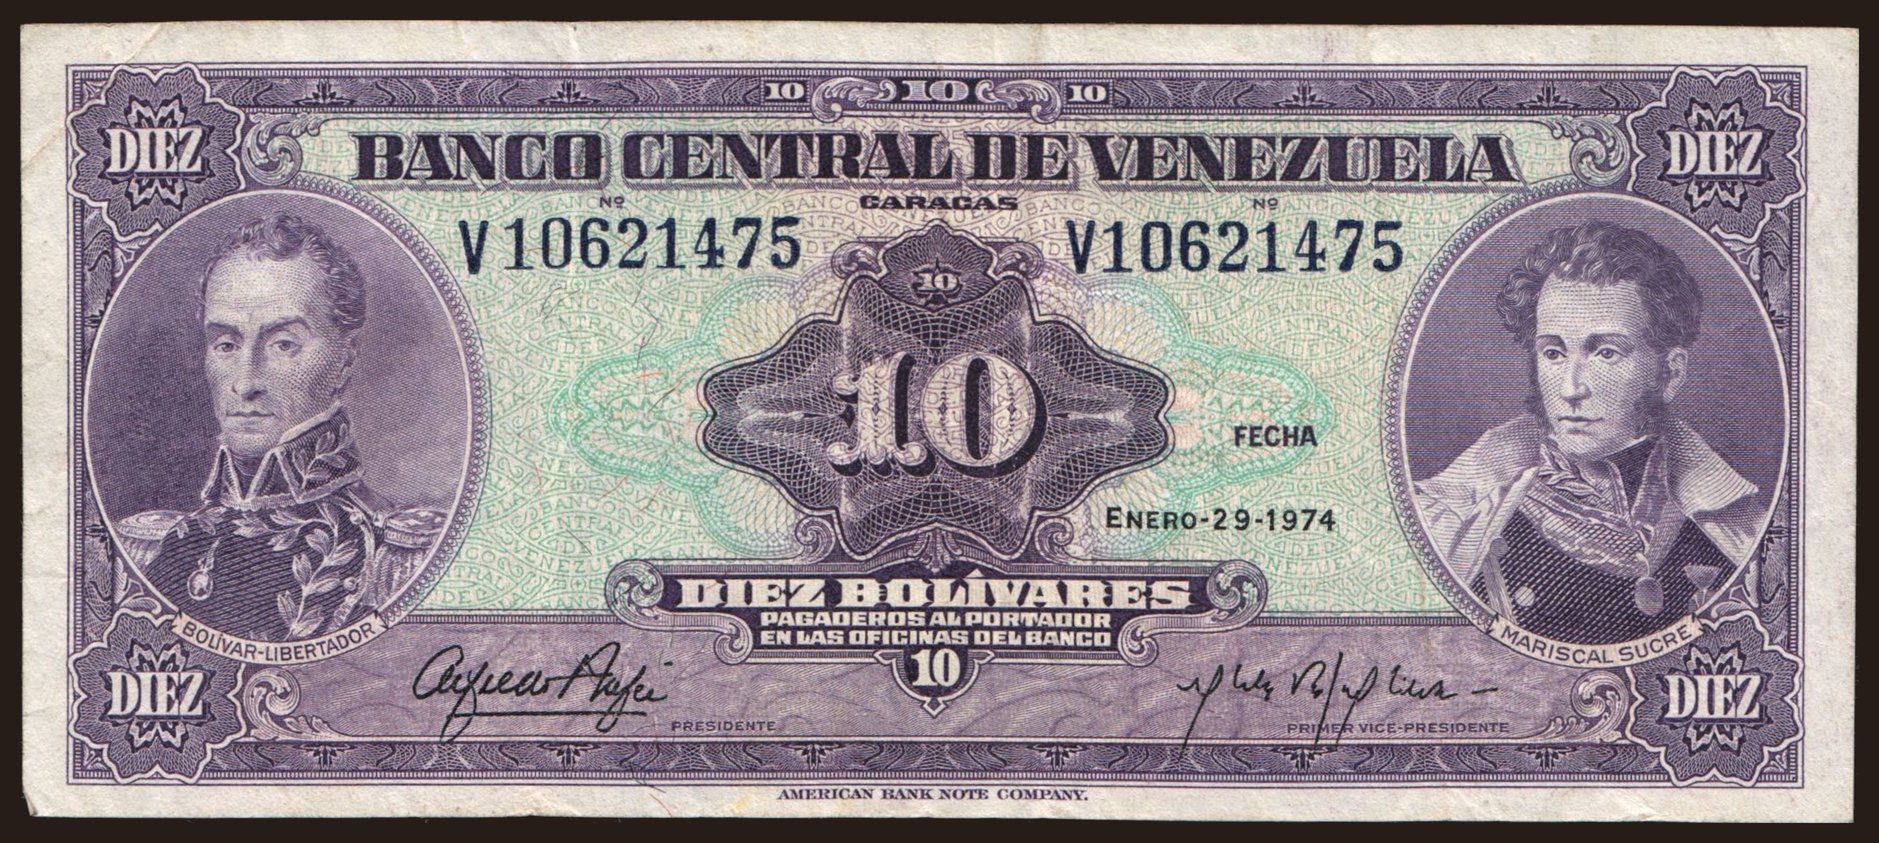 10 10 10
DIEZ DIEZ
BANCO CENTRAL DE VENEZUELA
CARACAS
Nº Nº
V10621475 V10621475
10
10
FECHA
ENERO-29-1974
DIEZ BOLÍVARES
PAGADEROS AL PORTADOR
EN LAS OFICINAS DEL BANCO
BOLÍVAR-LIBERTADOR MARISCAL SUCRE
10
DIEZ DIEZ
PRESIDENTE PRIMER VICE-PRESIDENTE
AMERICAN BANK NOTE COMPANY.